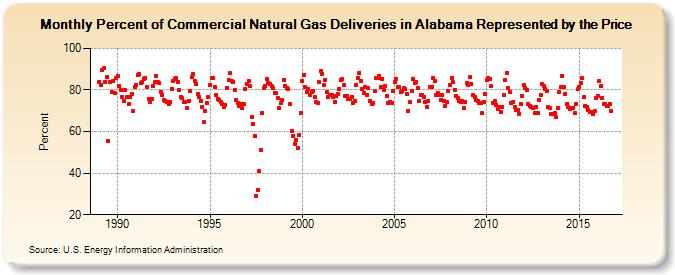 Monthly Percent of Commercial Natural Gas Deliveries in Alabama Represented by the Price
Percent
100
80
60
40
20
1990 1995 2000 2005 2010 2015
Source: U.S. Energy Information Administration